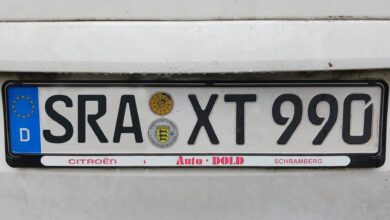 D SRA XT 990
CITROËN Auto · DOLD SCHRAMBERG